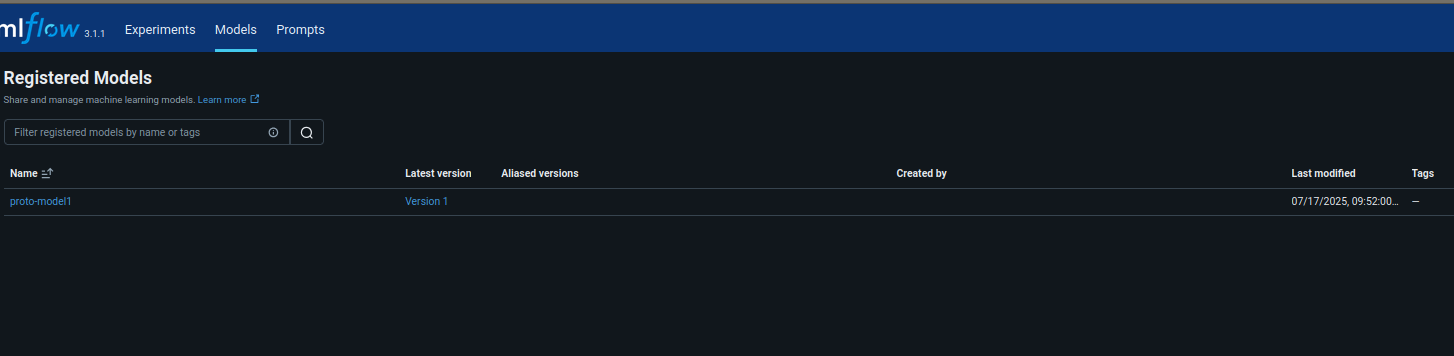 mlflow 3.1.1 Experiments Models Prompts
Registered Models
Share and manage machine learning models. Learn more
Filter registered models by name or tags
Name Latest version Aliased versions Created by Last modified Tags
proto-model1 Version 1 07/17/2025, 09:52:00... —